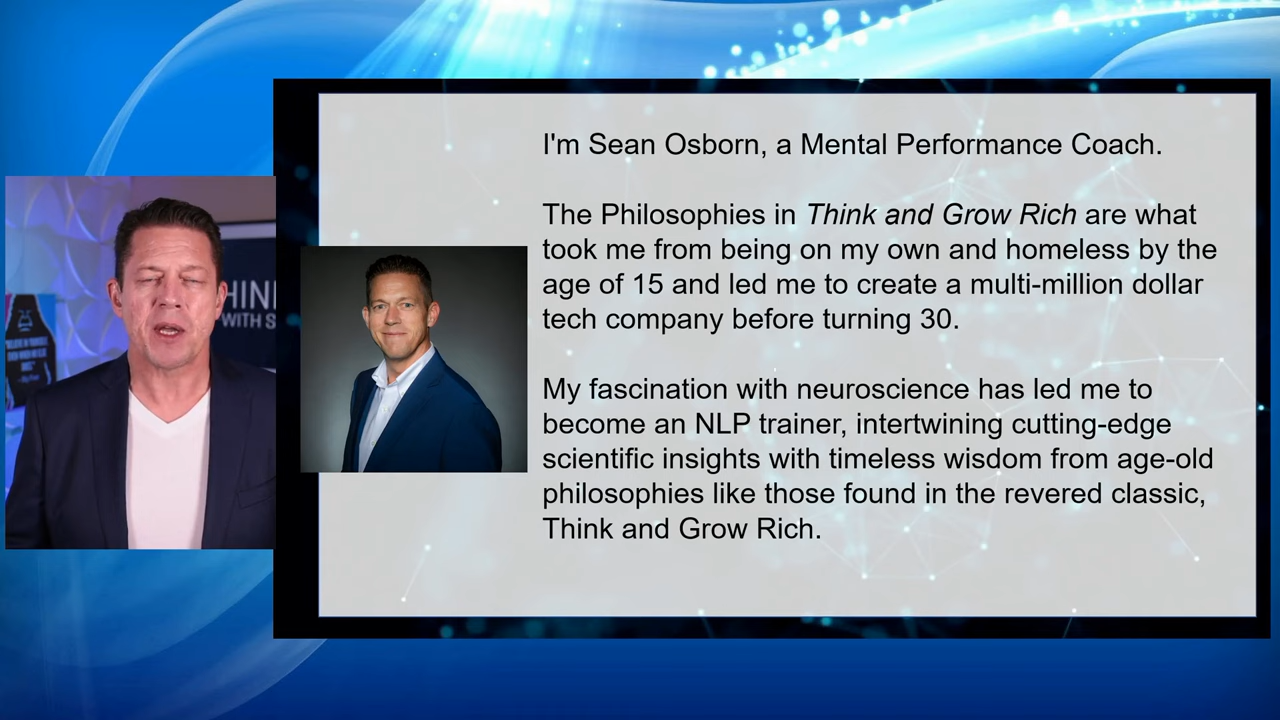 I'm Sean Osborn, a Mental Performance Coach.
The Philosophies in Think and Grow Rich are what
took me from being on my own and homeless by the
age of 15 and led me to create a multi-million dollar
tech company before turning 30.
My fascination with neuroscience has led me to
become an NLP trainer, intertwining cutting-edge
scientific insights with timeless wisdom from age-old
philosophies like those found in the revered classic,
Think and Grow Rich.
HIN
WITH S